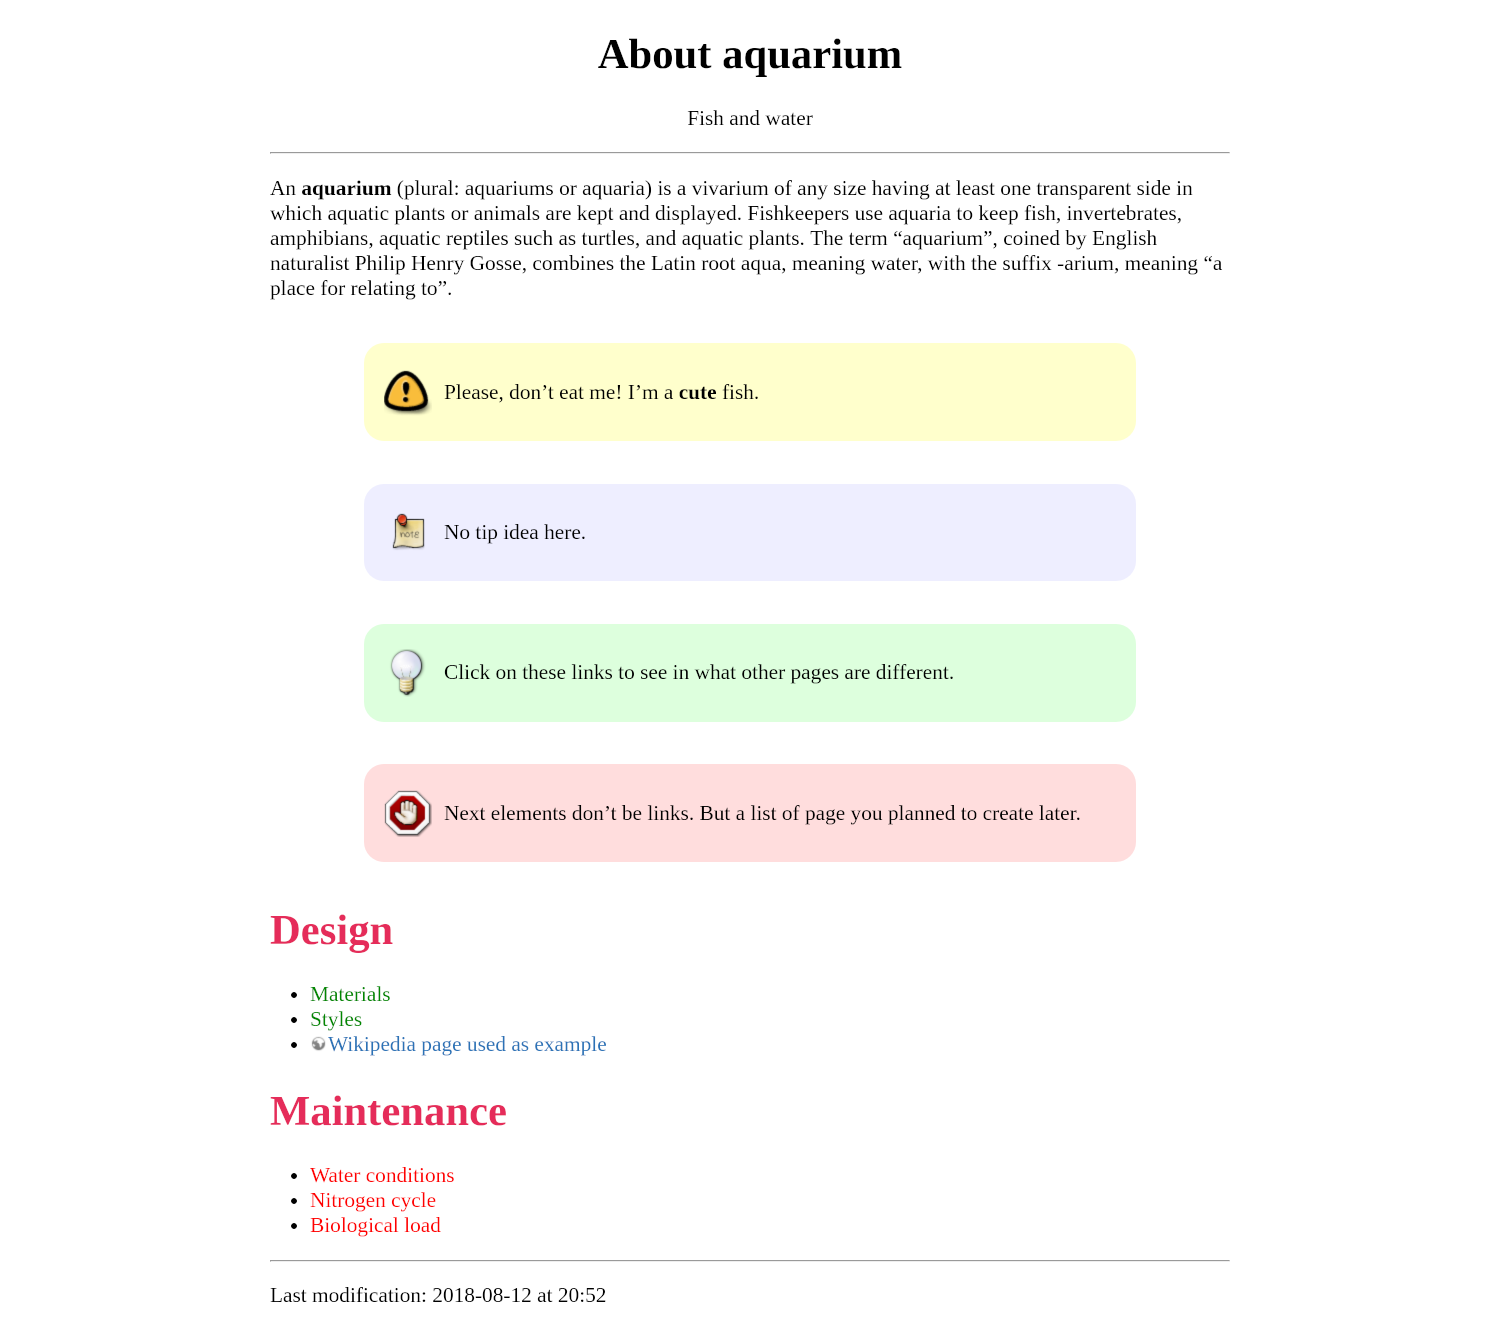 About aquarium
Fish and water
An aquarium (plural: aquariums or aquaria) is a vivarium of any size having at least one transparent side in
which aquatic plants or animals are kept and displayed. Fishkeepers use aquaria to keep fish, invertebrates,
amphibians, aquatic reptiles such as turtles, and aquatic plants. The term “aquarium”, coined by English
naturalist Philip Henry Gosse, combines the Latin root aqua, meaning water, with the suffix -arium, meaning “a
place for relating to”.
Please, don’t eat me! I’m a cute fish.
note
No tip idea here.
Click on these links to see in what other pages are different.
Next elements don’t be links. But a list of page you planned to create later.
Design
Materials
Styles
Wikipedia page used as example
Maintenance
Water conditions
Nitrogen cycle
Biological load
Last modification: 2018-08-12 at 20:52